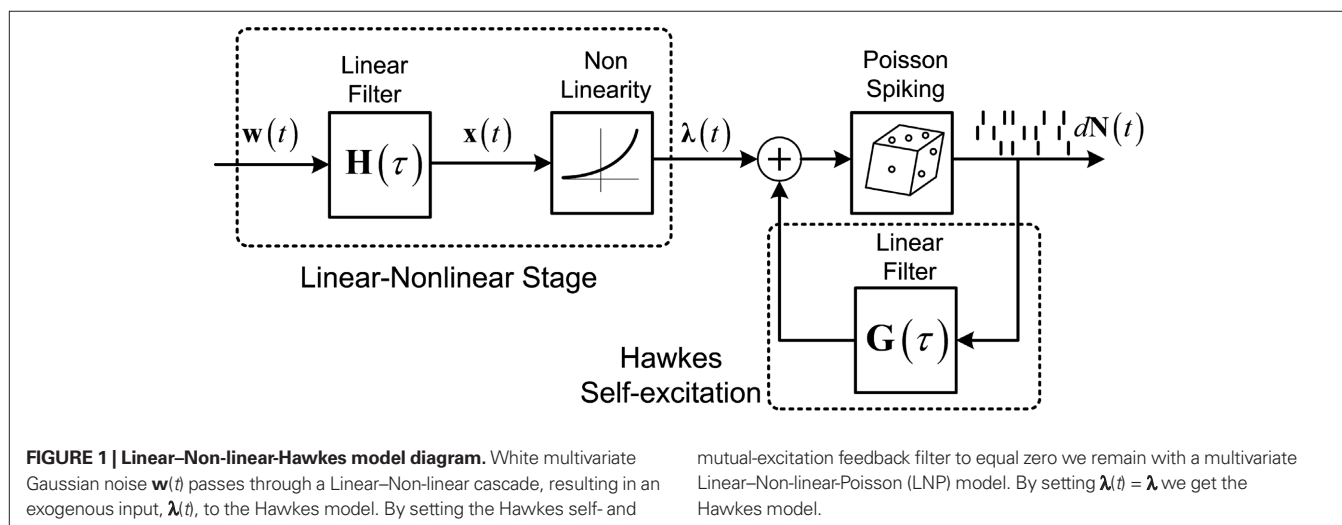 Linear
Filter
Non
Linearity
Poisson
Spiking
w(t)
H(τ)
x(t)
λ(t)
+
dN(t)
Linear-Nonlinear Stage
Linear
Filter
G(τ)
Hawkes
Self-excitation
FIGURE 1 | Linear–Non-linear-Hawkes model diagram. White multivariate
Gaussian noise w(t) passes through a Linear–Non-linear cascade, resulting in an
exogenous input, λ(t), to the Hawkes model. By setting the Hawkes self- and
mutual-excitation feedback filter to equal zero we remain with a multivariate
Linear–Non-linear-Poisson (LNP) model. By setting λ(t) = λ we get the
Hawkes model.